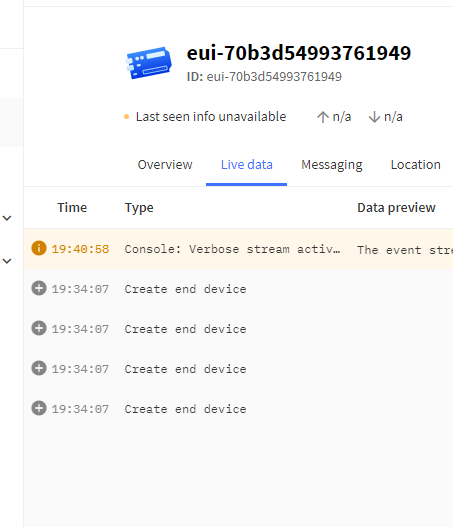 eui-70b3d54993761949
ID: eui-70b3d54993761949
Last seen info unavailable n/a n/a
Overview Live data Messaging Location
Time Type Data preview
19:40:58 Console: Verbose stream activ… The event stre
19:34:07 Create end device
19:34:07 Create end device
19:34:07 Create end device
19:34:07 Create end device